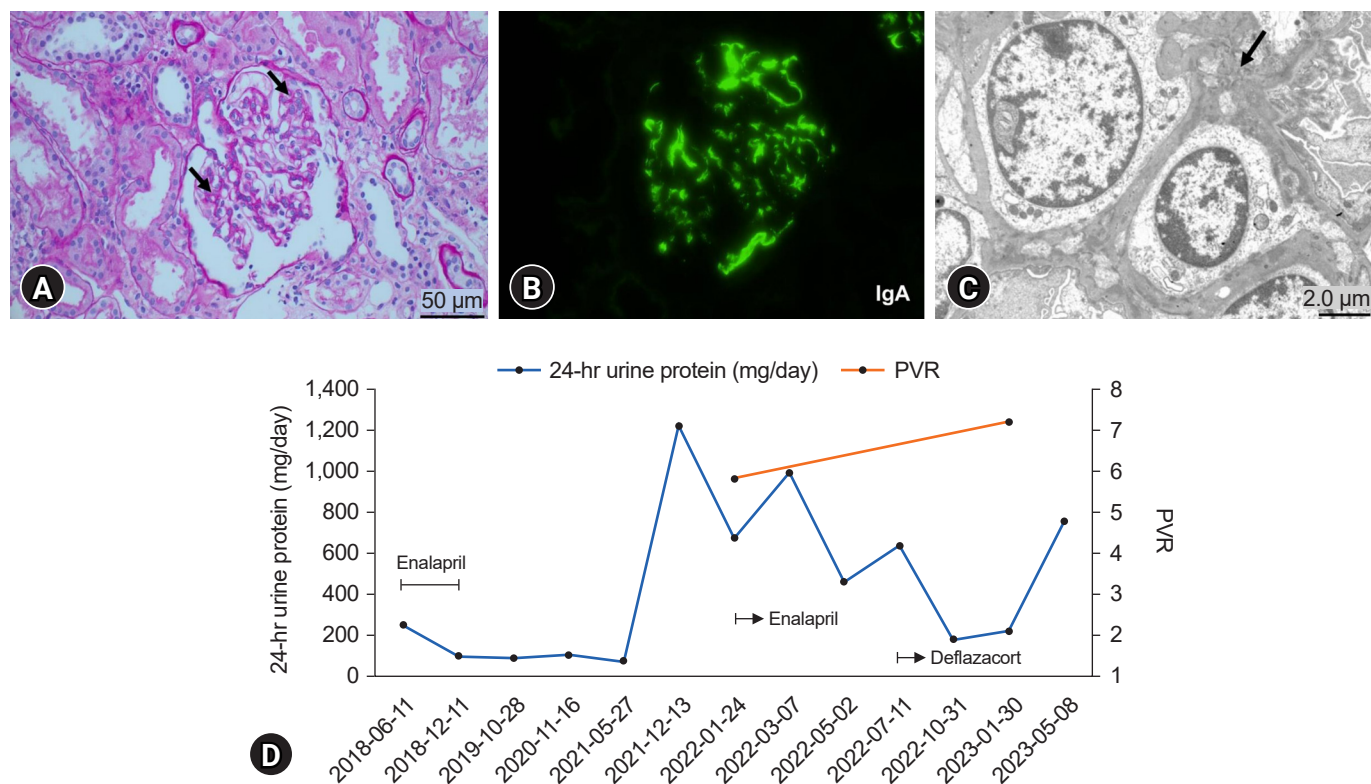 A
50 µm
B
IgA
C
2.0 µm
24-hr urine protein (mg/day)
PVR
24-hr urine protein (mg/day)
1,400
1,200
1,000
800
600
400
200
0
Enalapril
Enalapril
Deflazacort
8
7
6
5
4
3
2
1
PVR
2018-06-11
2018-12-11
2019-10-28
2020-11-16
2021-05-27
2021-12-13
2022-01-24
2022-03-07
2022-05-02
2022-07-11
2022-10-31
2023-01-30
2023-05-08
D